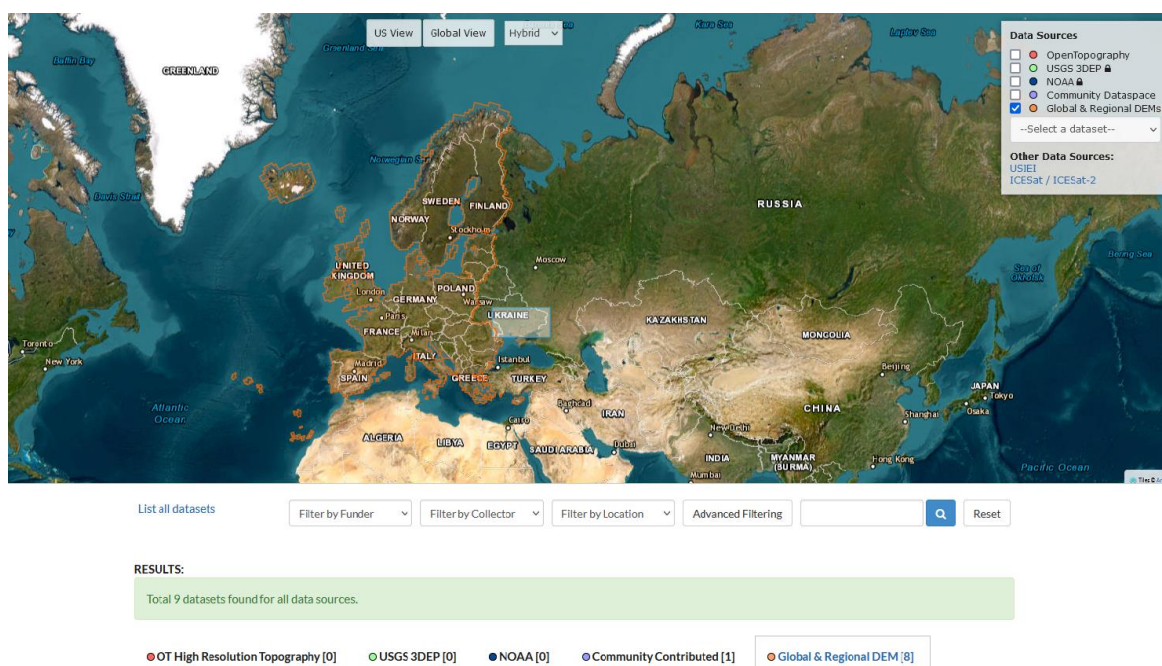 US View
Global View
Hybrid
Kara Sea
Laptev Sea
Baffin Bay
GREENLAND
Greenland Sea
Data Sources
OpenTopography
USGS 3DEP
NOAA
Community Dataspace
Global & Regional DEMs
--Select a dataset--
Other Data Sources:
USIEI
ICESat / ICESat-2
Norwegian
Davis Strait
SWEDEN
FINLAND
RUSSIA
NORWAY
Stockholm
Bering Sea
Moscow
Sea of
Okhotsk
UNITED
KINGDOM
London
POLAND
GERMANY
Warsaw
Paris
UKRAINE
KAZAKHSTAN
FRANCE
Milan
MONGOLIA
Toronto
New York
Madrid
ITALY
Istanbul
Beijing
SPAIN
GREECE
TURKEY
JAPAN
Tokyo
Atlantic
Ocean
Baghdad
IRAN
CHINA
Shanghai
Osaka
Cairo
New Delhi
ALGERIA
LIBYA
EGYPT
SAUDI ARABIA
Dubai
INDIA
MYANMAR
(BURMA)
Hong Kong
Mumbai
Pacific Ocean
List all datasets
Filter by Funder
Filter by Collector
Filter by Location
Advanced Filtering
Reset
RESULTS:
Total 9 datasets found for all data sources.
OT High Resolution Topography [0]
USGS 3DEP [0]
NOAA [0]
Community Contributed [1]
Global & Regional DEM [8]